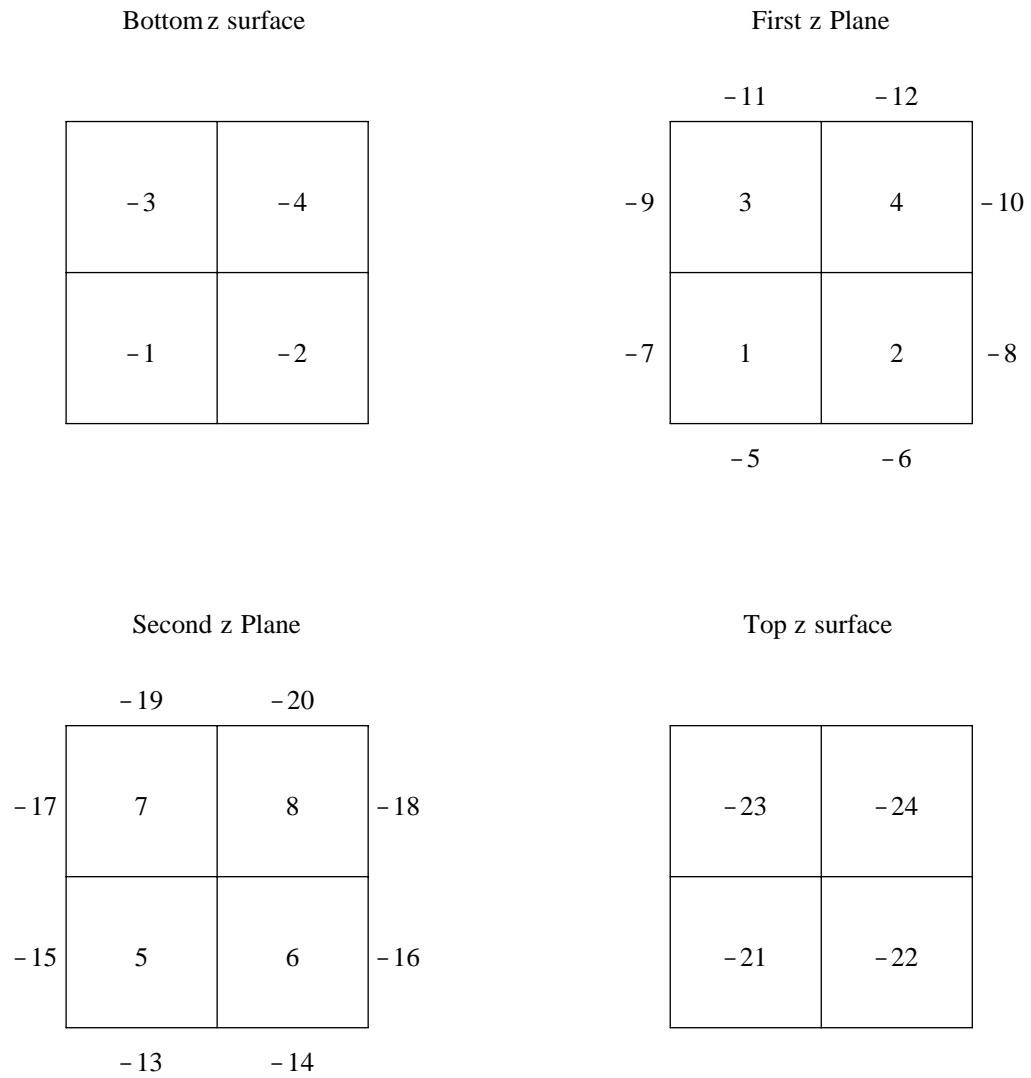 Bottom z surface
-3 -4
-1 -2
First z Plane
-11 -12
-9 3 4 -10
-7 1 2 -8
-5 -6
Second z Plane
-19 -20
-17 7 8 -18
-15 5 6 -16
-13 -14
Top z surface
-23 -24
-21 -22